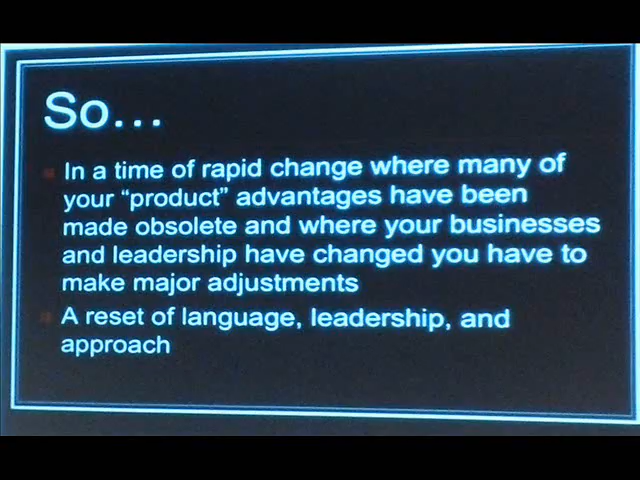 So...
In a time of rapid change where many of
your “product” advantages have been
made obsolete and where your businesses
and leadership have changed you have to
make major adjustments
A reset of language, leadership, and
approach